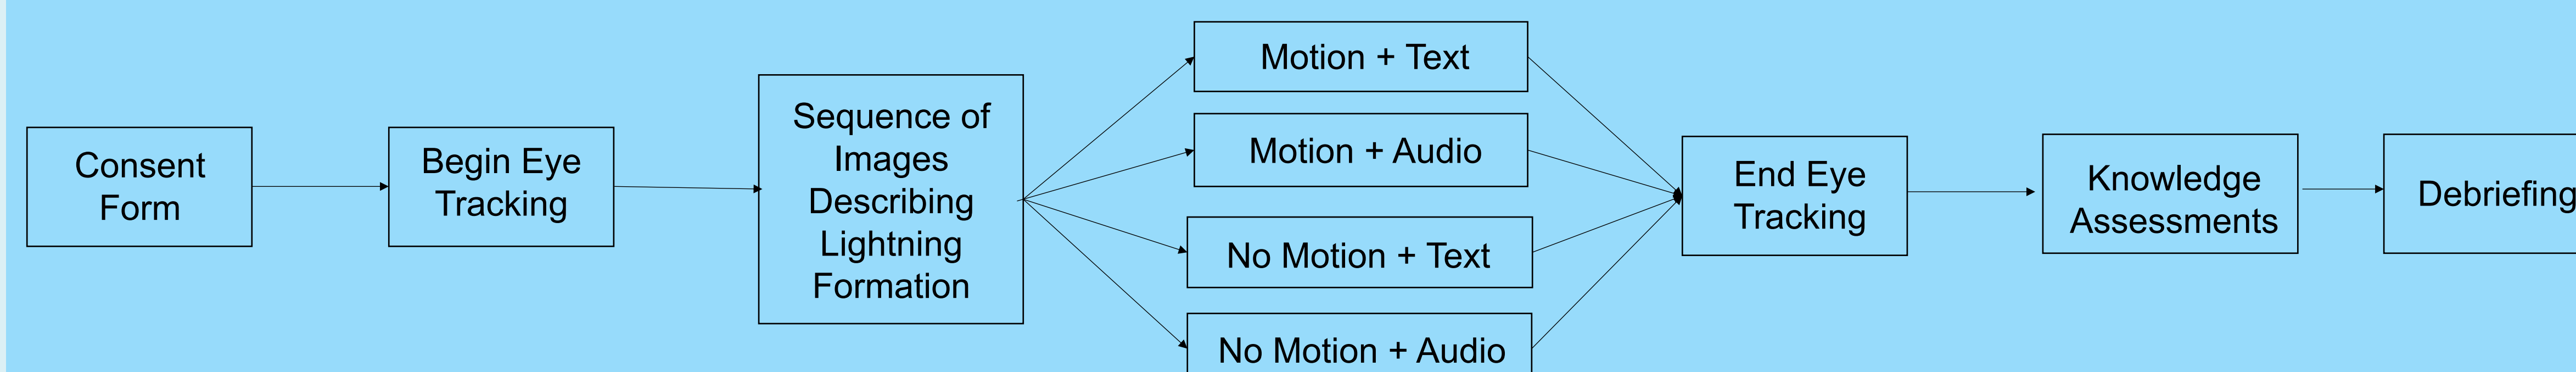 Consent
Form
Begin Eye
Tracking
Sequence of
Images
Describing
Lightning
Formation
Motion + Text
Motion + Audio
No Motion + Text
No Motion + Audio
End Eye
Tracking
Knowledge
Assessments
Debriefing